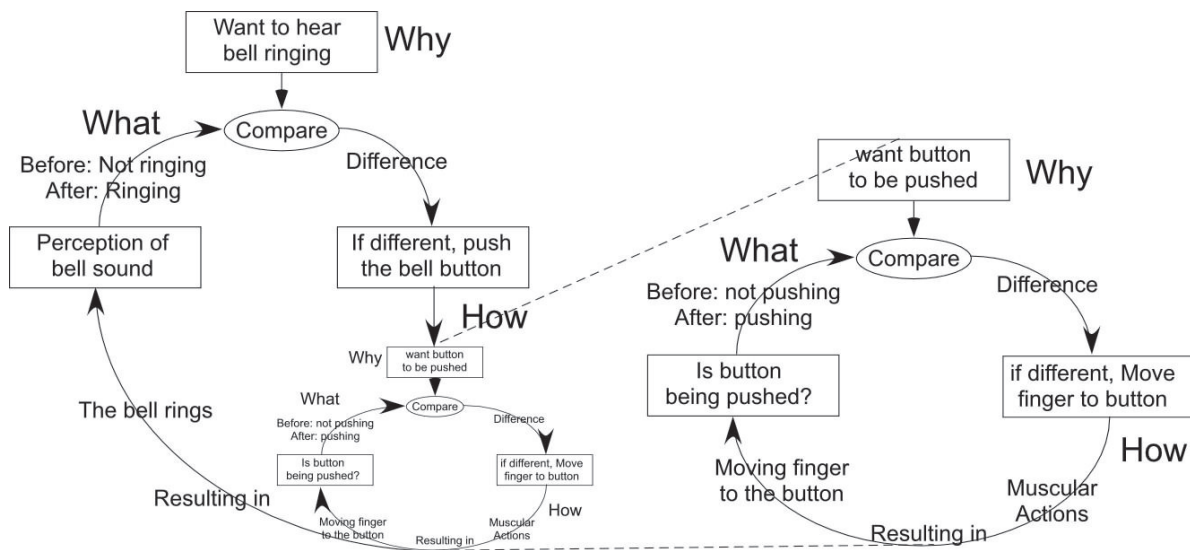 Want to hear
bell ringing
Why
Compare
What
Before: Not ringing
After: Ringing
Difference
Perception of
bell sound
If different, push
the bell button
How
The bell rings
Resulting in
Why
want button
to be pushed
Compare
What
Before: not pushing
After: pushing
Difference
Is button
being pushed?
if different, Move
finger to button
How
Moving finger
to the button
Muscular
Actions
Resulting in
want button
to be pushed
Why
Compare
What
Before: not pushing
After: pushing
Difference
Is button
being pushed?
if different, Move
finger to button
How
Moving finger
to the button
Muscular
Actions
Resulting in